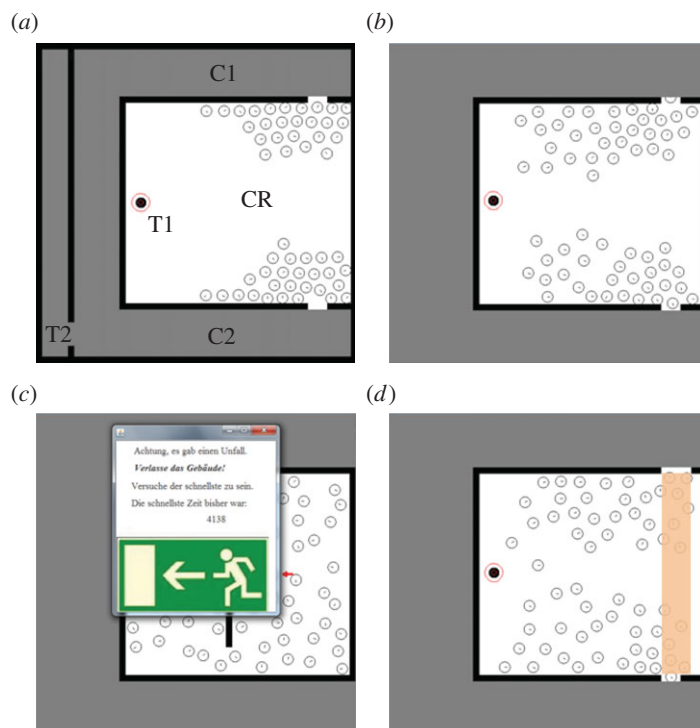 (a)
(b)
C1
CR
T1
T2
C2
(c)
(d)
Achtung, es gab einen Unfall.
Verlasse das Gebäude!
Versuche der schnellste zu sein.
Die schnellste Zeit bisher war:
4138